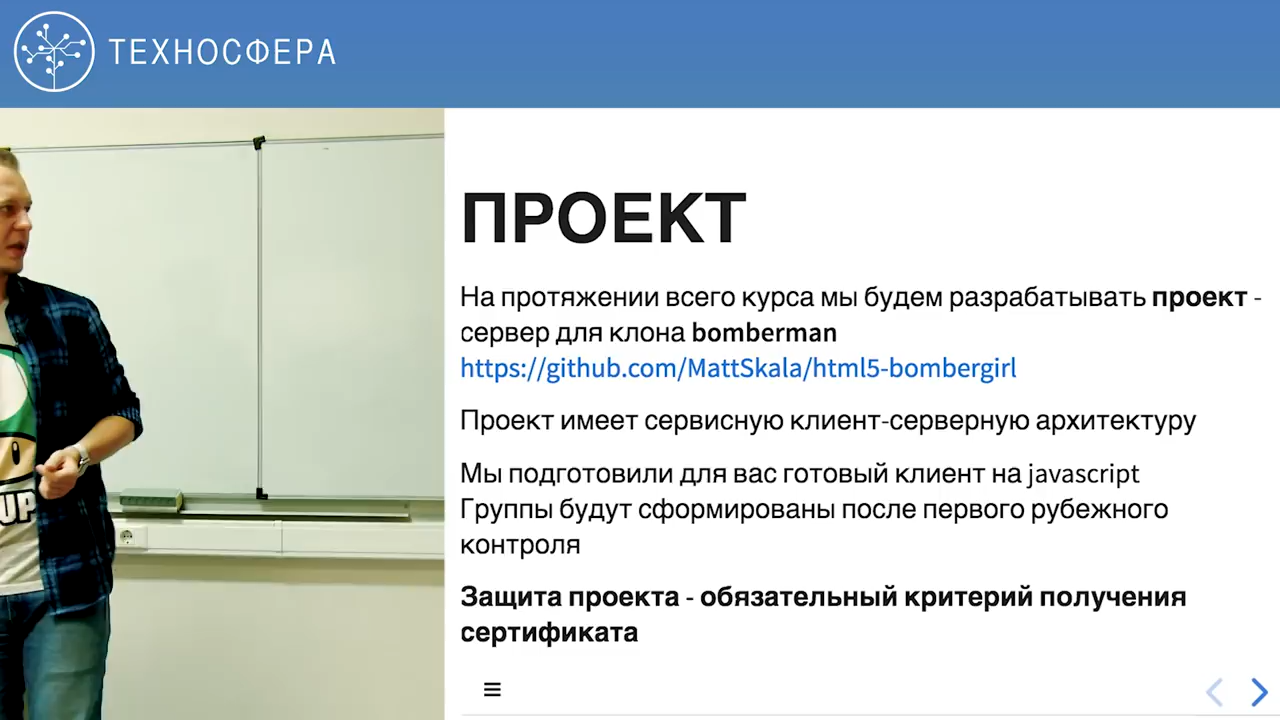 ТЕХНОСФЕРА
ПРОЕКТ
На протяжении всего курса мы будем разрабатывать проект -
сервер для клона bomberman
https://github.com/MattSkala/html5-bombergirl
Проект имеет сервисную клиент-серверную архитектуру
Мы подготовили для вас готовый клиент на javascript
Группы будут сформированы после первого рубежного
контроля
Защита проекта - обязательный критерий получения
сертификата
UP